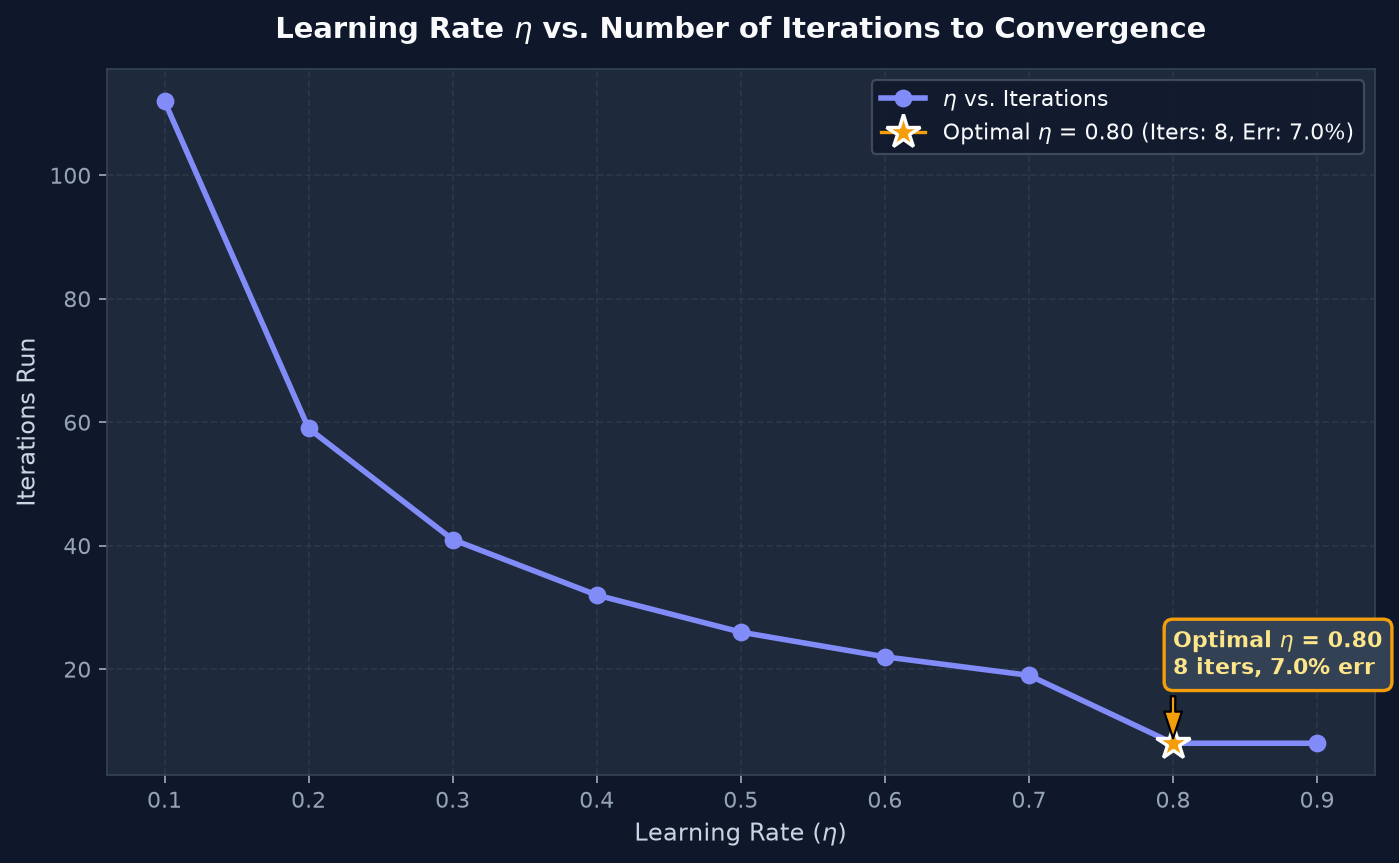 Learning Rate η vs. Number of Iterations to Convergence
η vs. Iterations
Optimal η = 0.80 (Iters: 8, Err: 7.0%)
100
80
60
40
20
Iterations Run
Optimal η = 0.80
8 iters, 7.0% err
0.1 0.2 0.3 0.4 0.5 0.6 0.7 0.8 0.9
Learning Rate (η)